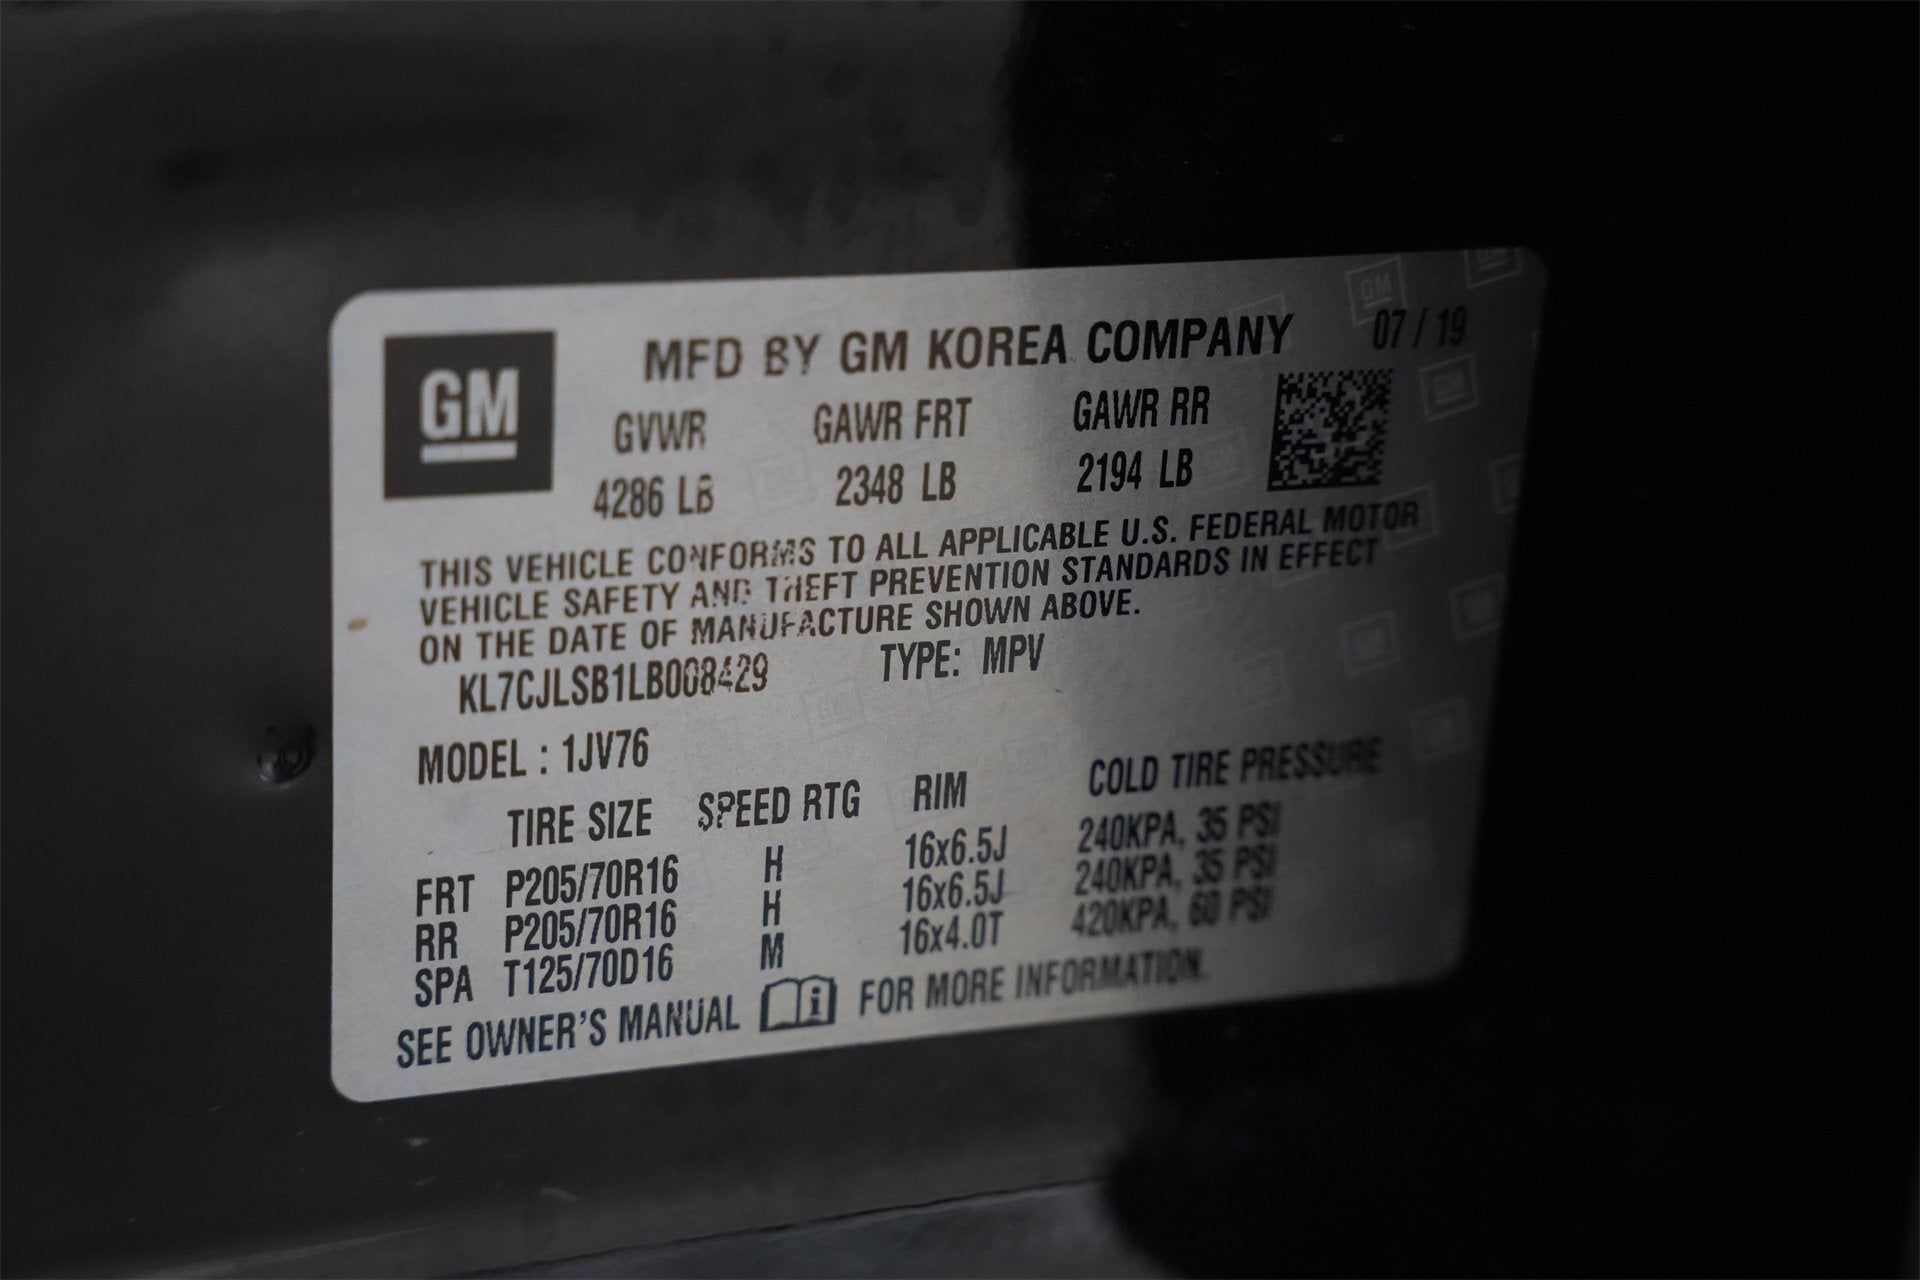 GM
MFD BY GM KOREA COMPANY 07 / 19
GVWR GAWR FRT GAWR RR
4286 LB 2348 LB 2194 LB
THIS VEHICLE CONFORMS TO ALL APPLICABLE U.S. FEDERAL MOTOR
VEHICLE SAFETY AND THEFT PREVENTION STANDARDS IN EFFECT
ON THE DATE OF MANUFACTURE SHOWN ABOVE.
KL7CJLSB1LB008429 TYPE: MPV
MODEL : 1JV76
TIRE SIZE SPEED RTG RIM COLD TIRE PRESSURE
FRT P205/70R16 H 16x6.5J 240KPA, 35 PSI
RR P205/70R16 H 16x6.5J 240KPA, 35 PSI
SPA T125/70D16 M 16x4.0T 420KPA, 60 PSI
SEE OWNER'S MANUAL FOR MORE INFORMATION.